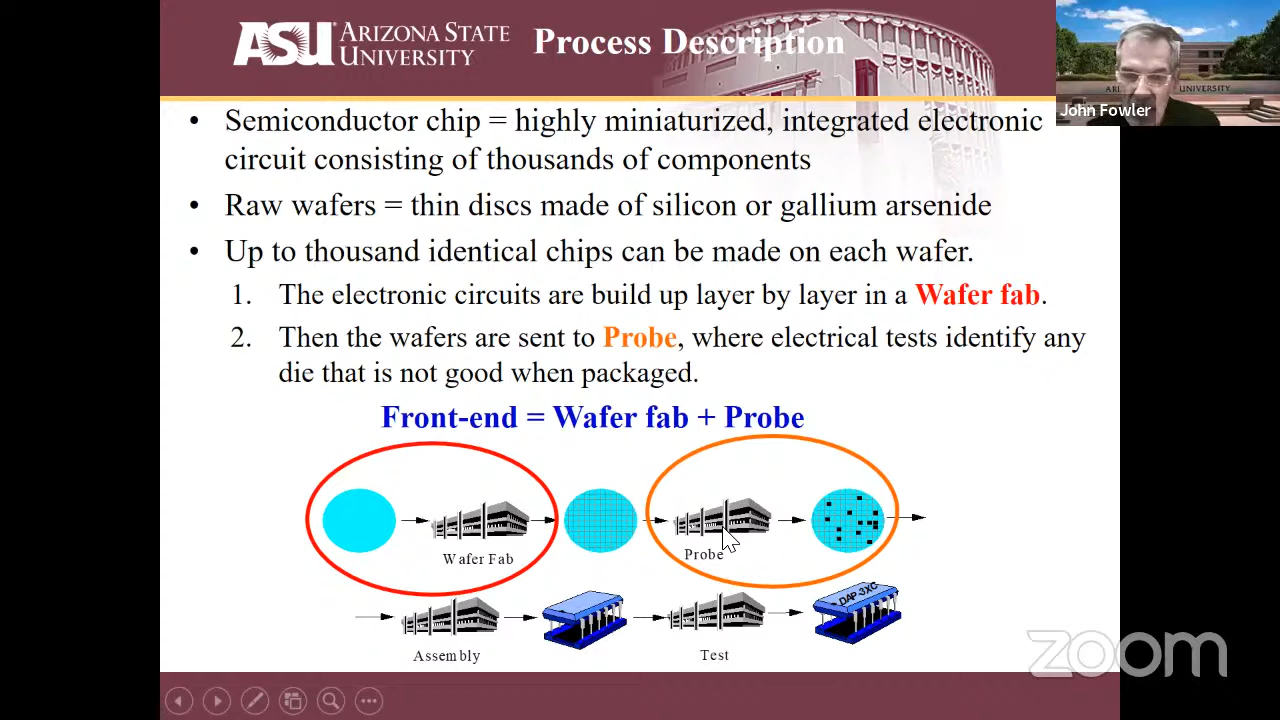 ASU ARIZONA STATE
UNIVERSITY
Process Description
John Fowler
• Semiconductor chip = highly miniaturized, integrated electronic
circuit consisting of thousands of components
• Raw wafers = thin discs made of silicon or gallium arsenide
• Up to thousand identical chips can be made on each wafer.
1. The electronic circuits are build up layer by layer in a Wafer fab.
2. Then the wafers are sent to Probe, where electrical tests identify any
die that is not good when packaged.
Front-end = Wafer fab + Probe
Wafer Fab
Probe
DAP-3XC
Assembly
Test
zoom